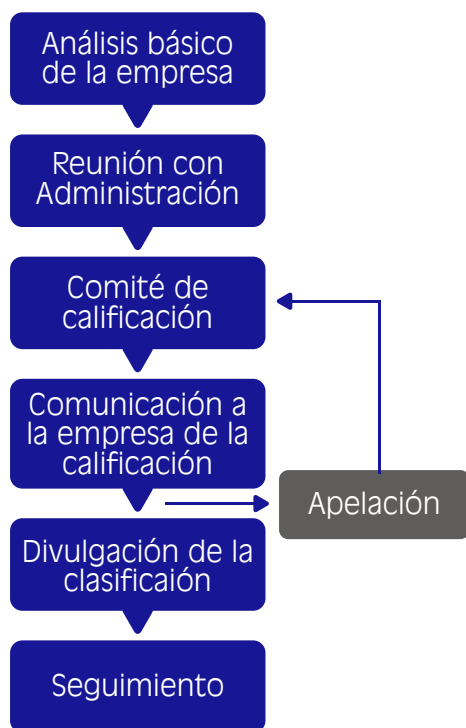 Análisis básico
de la empresa
Reunión con
Administración
Comité de
calificación
Comunicación a
la empresa de la
calificación
Apelación
Divulgación de la
clasificaión
Seguimiento